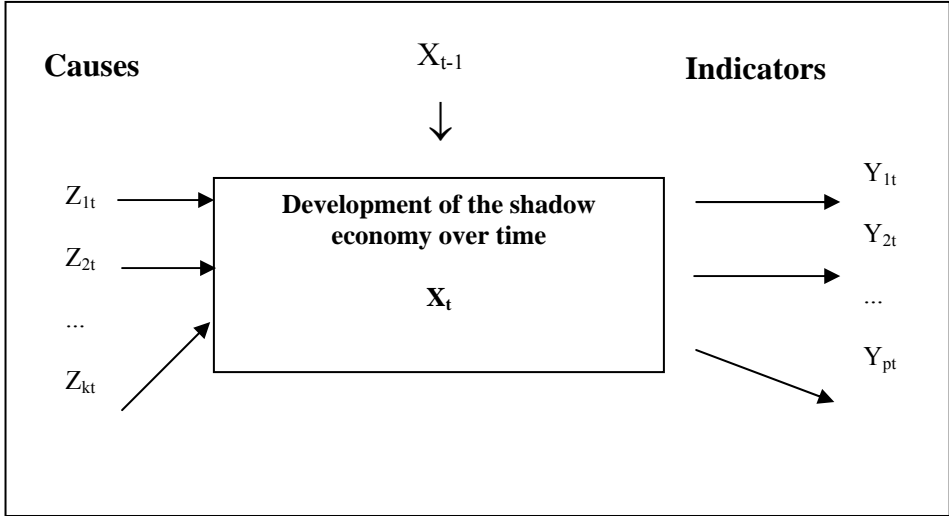 Causes
X_{t-1}
Indicators
Z_{1t}
Z_{2t}
...
Z_{kt}
Development of the shadow
economy over time
X_t
Y_{1t}
Y_{2t}
...
Y_{pt}